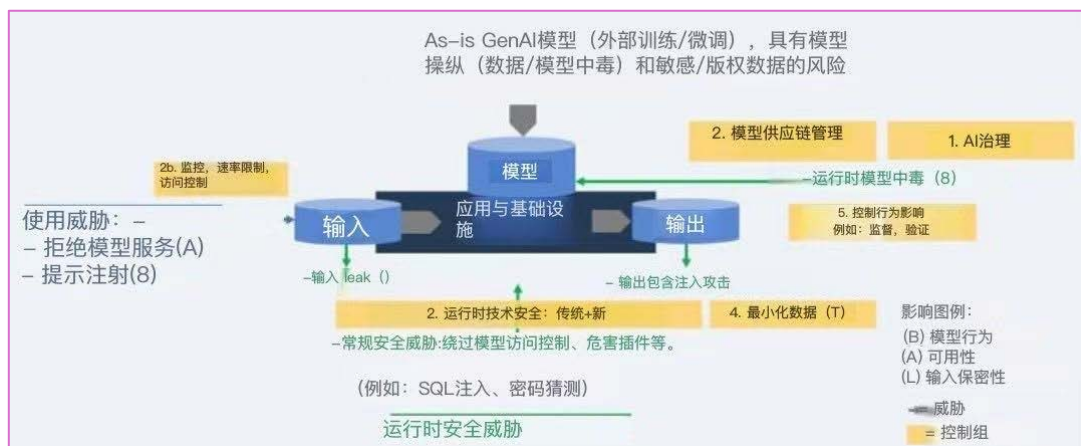 As-is GenAI模型（外部训练/微调），具有模型
操纵（数据/模型中毒）和敏感/版权数据的风险
2. 模型供应链管理
1. AI治理
2b. 监控，速率限制，
访问控制
模型
-运行时模型中毒（8）
使用威胁：-
- 拒绝模型服务(A)
- 提示注射(8)
输入
应用与基础设
施
输出
5. 控制行为影响
例如：监督，验证
-输入 leak（）
- 输出包含注入攻击
2. 运行时技术安全：传统+新
4. 最小化数据（T）
-常规安全威胁:绕过模型访问控制、危害插件等。
（例如：SQL注入、密码猜测）
运行时安全威胁
影响图例：
(B) 模型行为
(A) 可用性
(L) 输入保密性
威胁
= 控制组